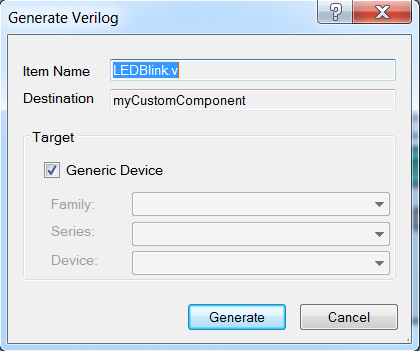 Generate Verilog
Item Name LEDBlink.v
Destination myCustomComponent
Target
Generic Device
Family:
Series:
Device:
Generate Cancel